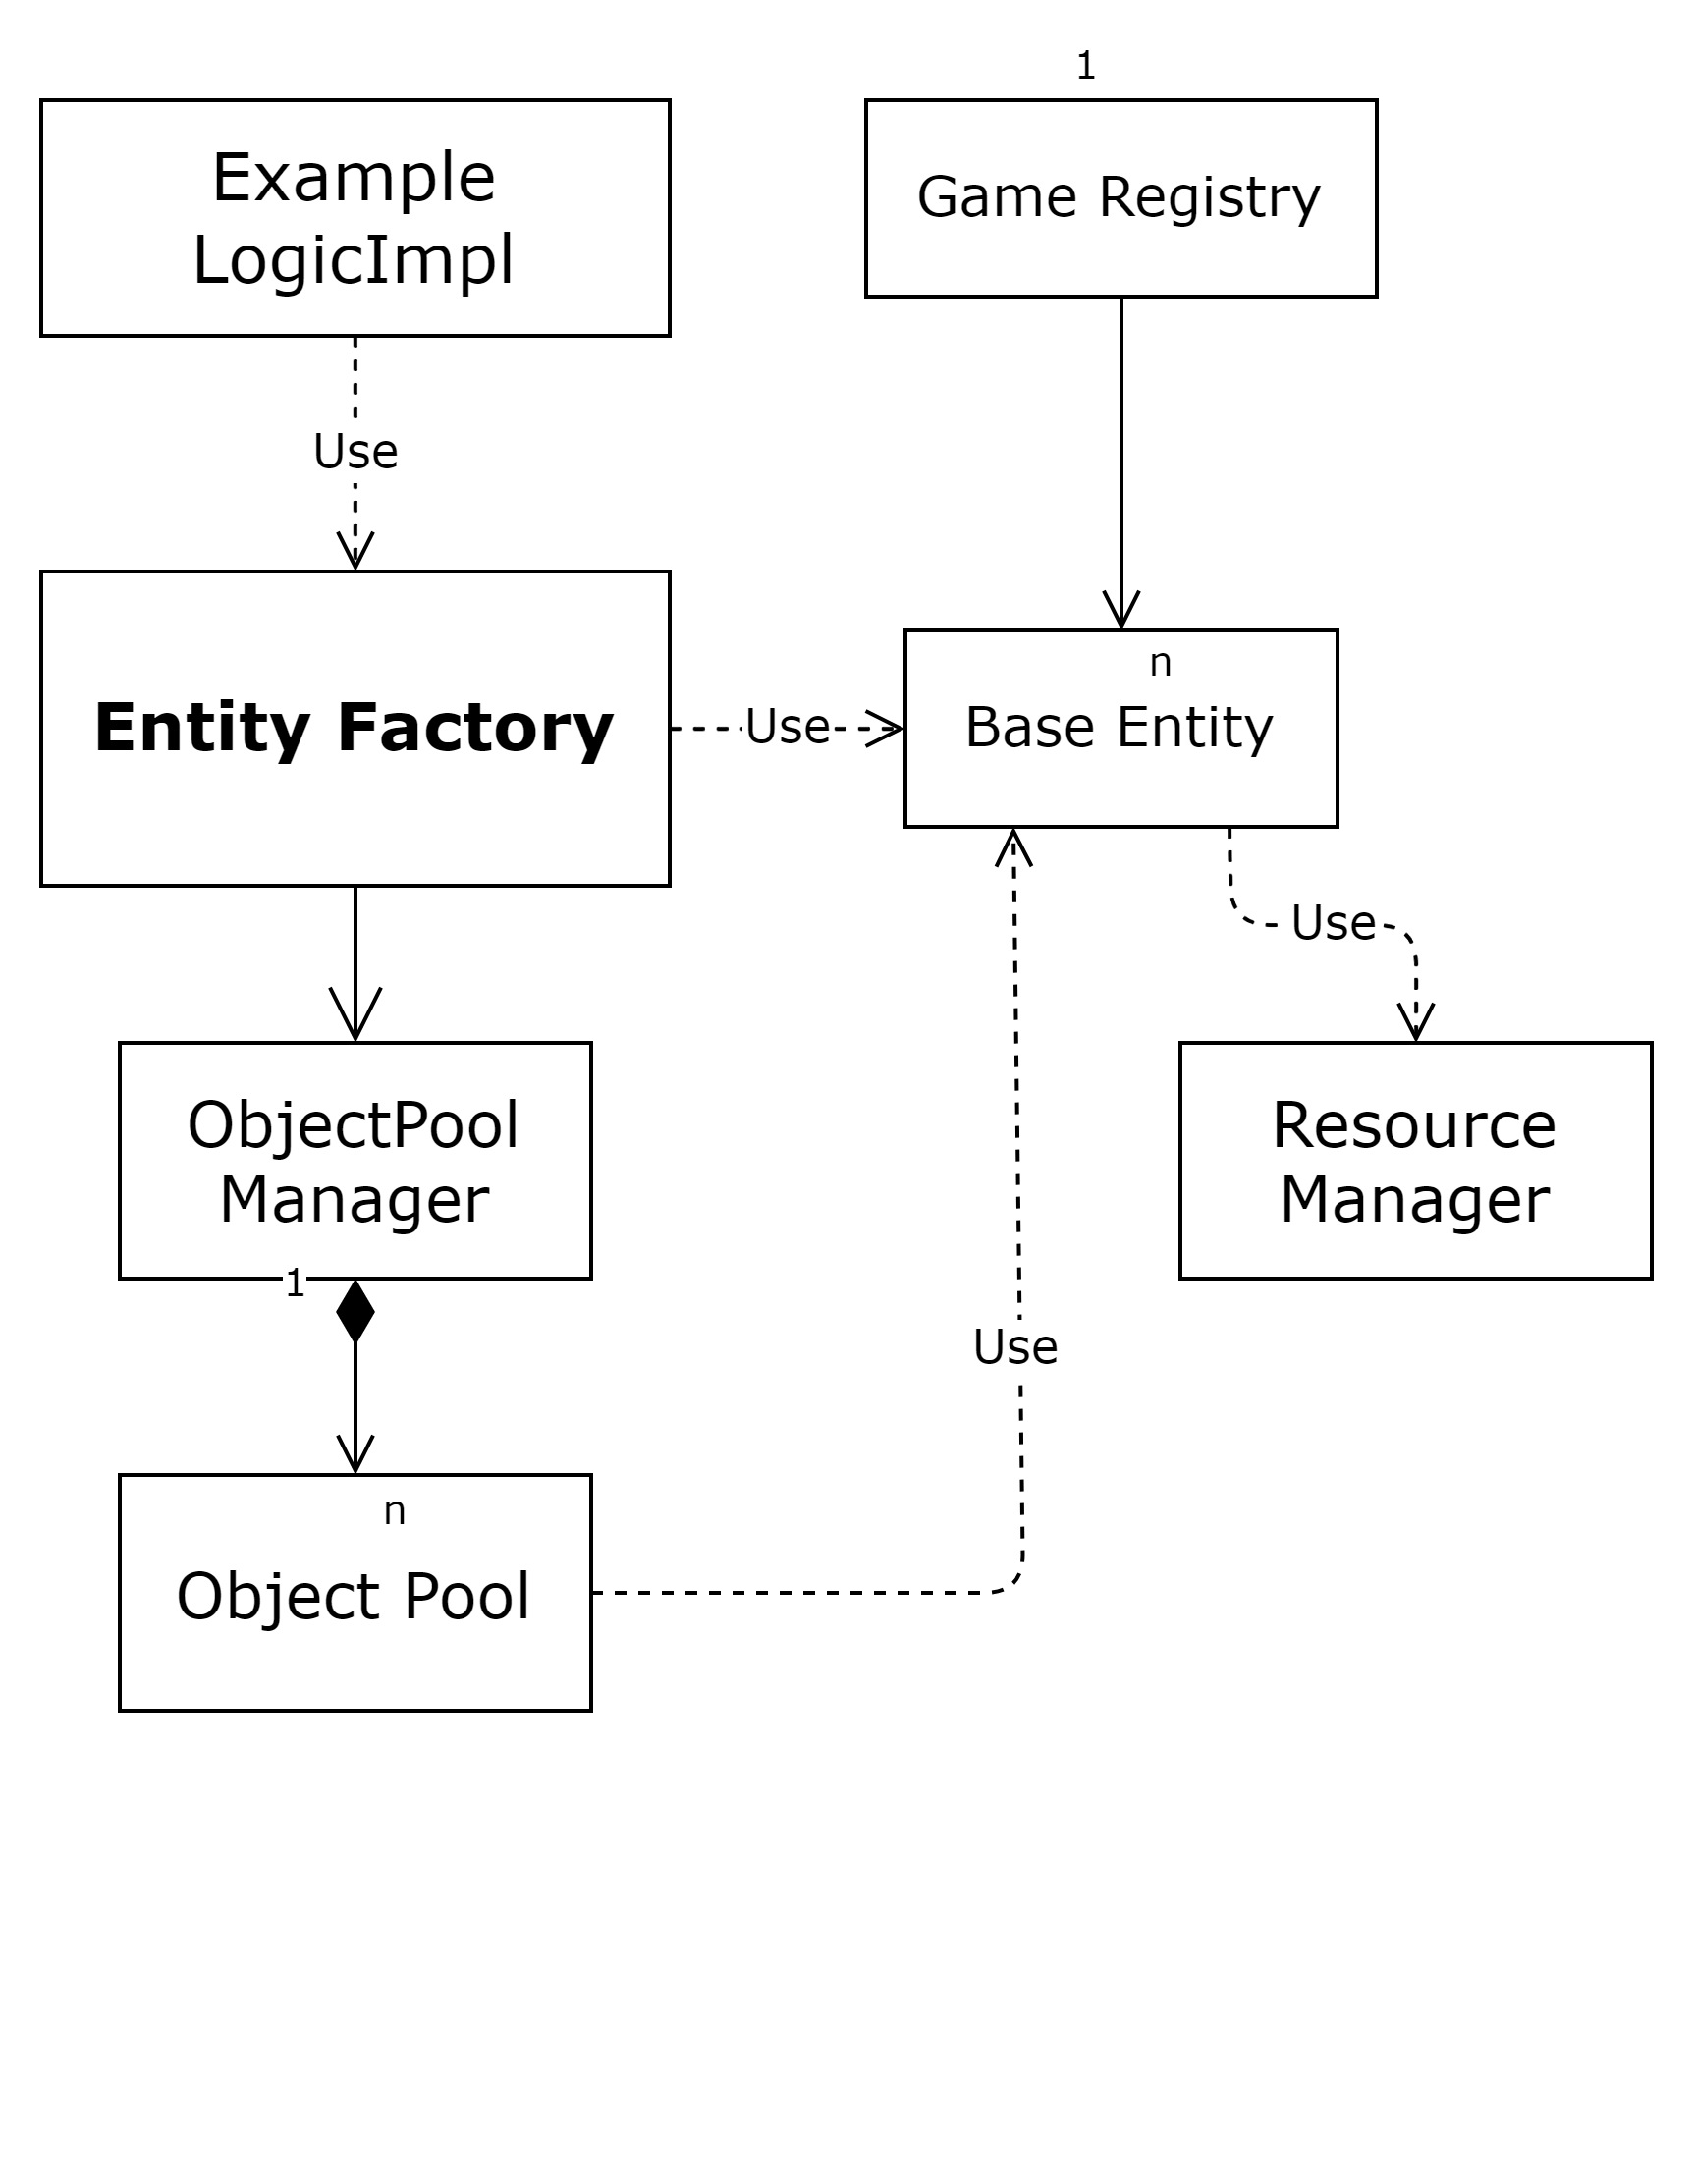 1
Example
LogicImpl
Game Registry
Use
n
Entity Factory
Use
Base Entity
Use
ObjectPool
Manager
Resource
Manager
1
Use
n
Object Pool